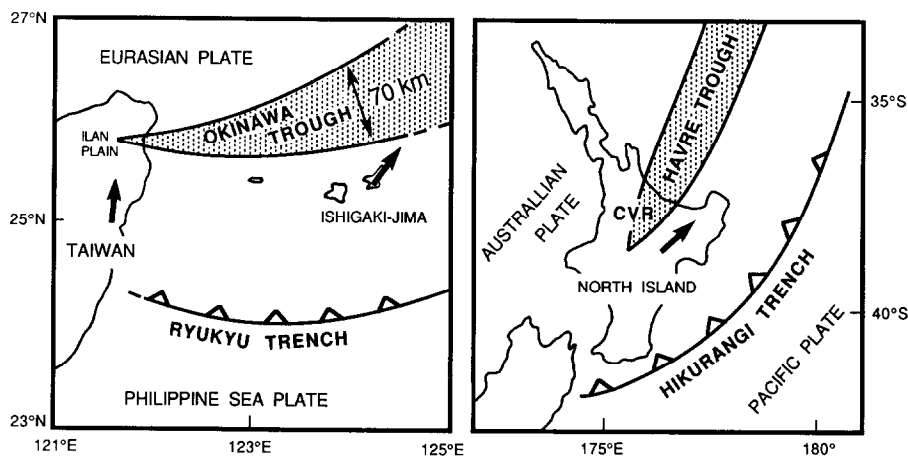 27°N
EURASIAN PLATE
70 km
OKINAWA
TROUGH
ILAN
PLAIN
25°N
ISHIGAKI-JIMA
TAIWAN
RYUKYU TRENCH
PHILIPPINE SEA PLATE
23°N
121°E
123°E
125°E
HAVRE TROUGH
35°S
AUSTRALLIAN
PLATE
CVR
NORTH ISLAND
HIKURANGI TRENCH
PACIFIC PLATE
40°S
175°E
180°